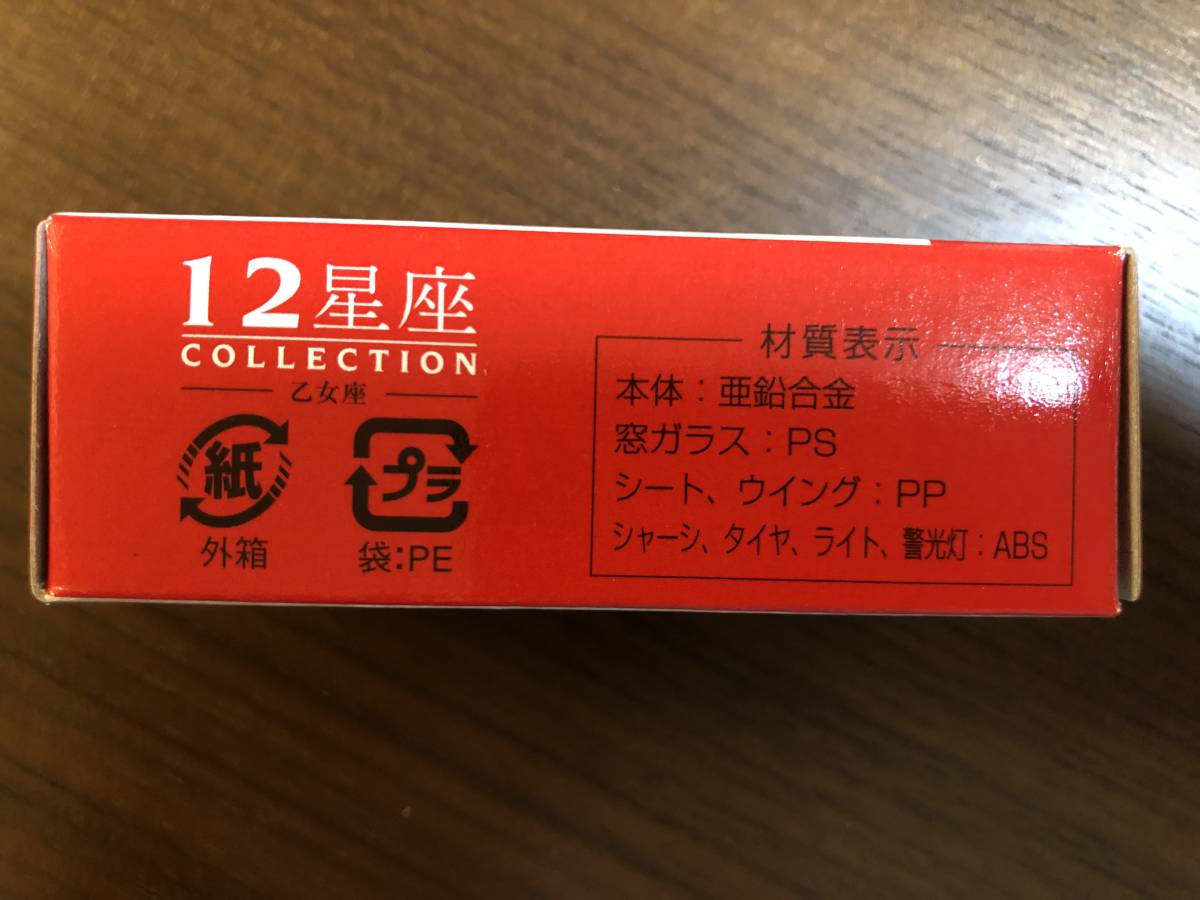 12星座
COLLECTION
乙女座
紙
外箱
プラ
袋:PE
材質表示
本体：亜鉛合金
窓ガラス：PS
シート、ウイング：PP
シャーシ、タイヤ、ライト、警光灯：ABS